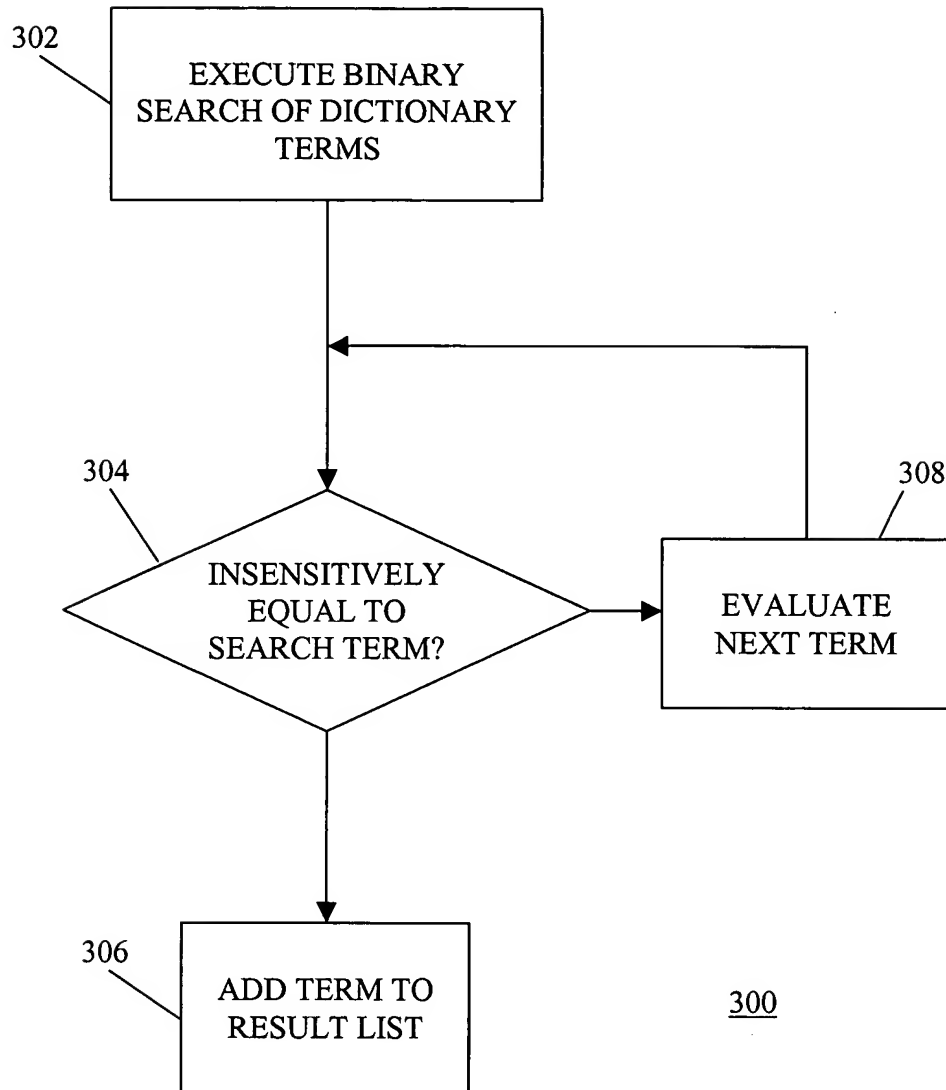 302
EXECUTE BINARY
SEARCH OF DICTIONARY
TERMS
304
INSENSITIVELY
EQUAL TO
SEARCH TERM?
308
EVALUATE
NEXT TERM
306
ADD TERM TO
RESULT LIST
300